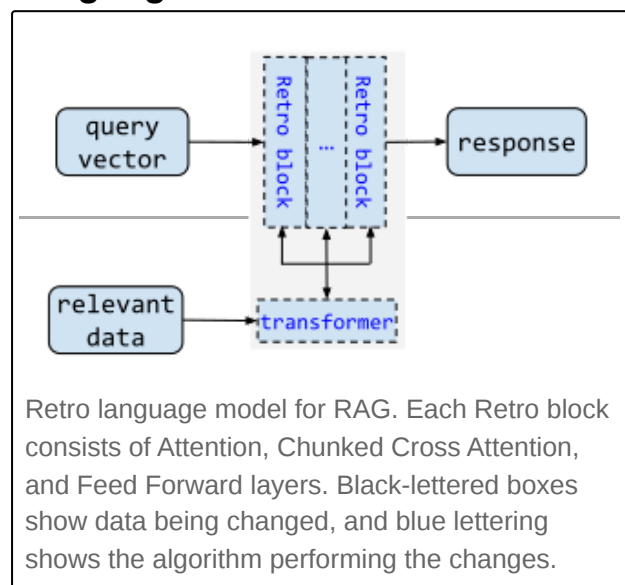 query
vector
Retro block
...
Retro block
response
relevant
data
transformer
Retro language model for RAG. Each Retro block
consists of Attention, Chunked Cross Attention,
and Feed Forward layers. Black-lettered boxes
show data being changed, and blue lettering
shows the algorithm performing the changes.